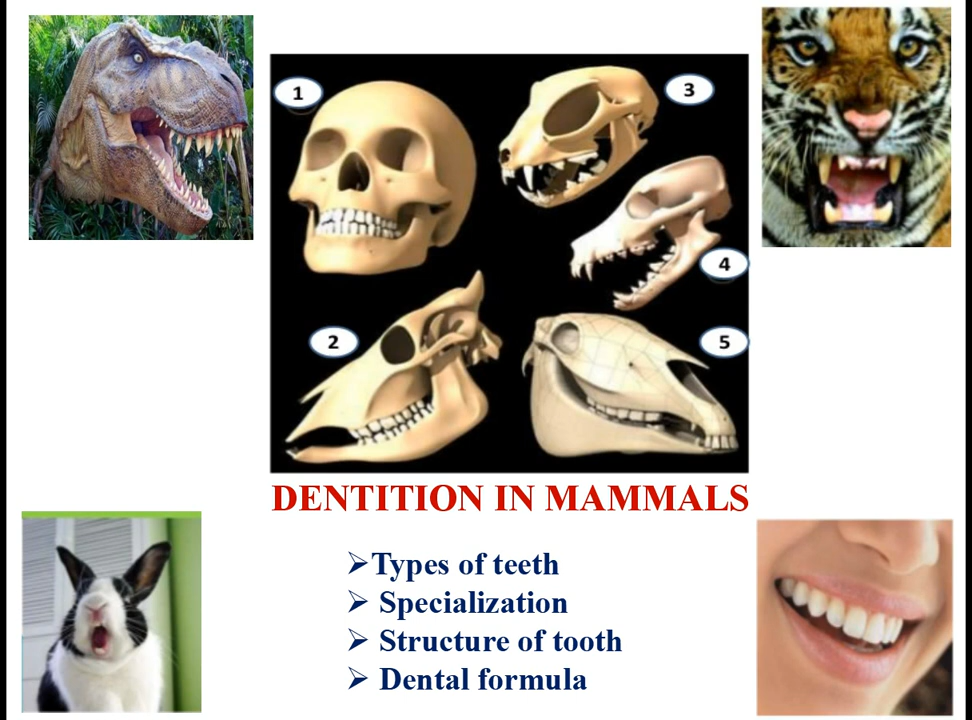 1
3
4
2
5
DENTITION IN MAMMALS
➢Types of teeth
➢ Specialization
➢ Structure of tooth
➢ Dental formula